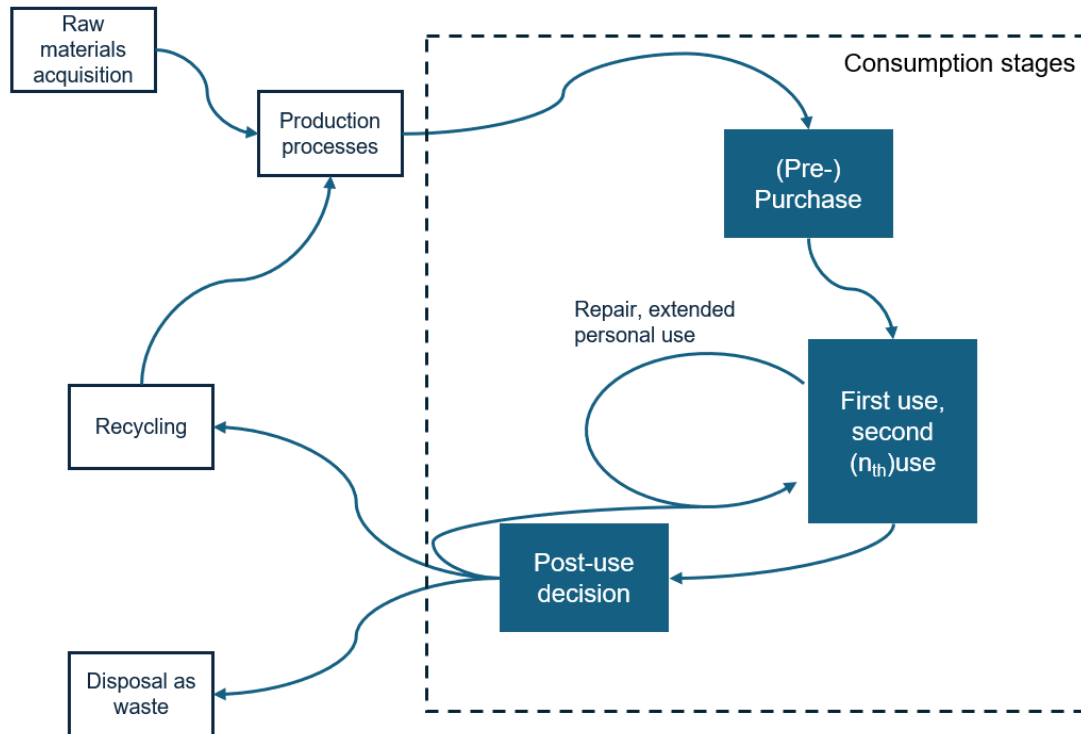 Raw
materials
acquisition
Production
processes
Consumption stages
(Pre-)
Purchase
Repair, extended
personal use
First use,
second
(nth)use
Recycling
Post-use
decision
Disposal as
waste